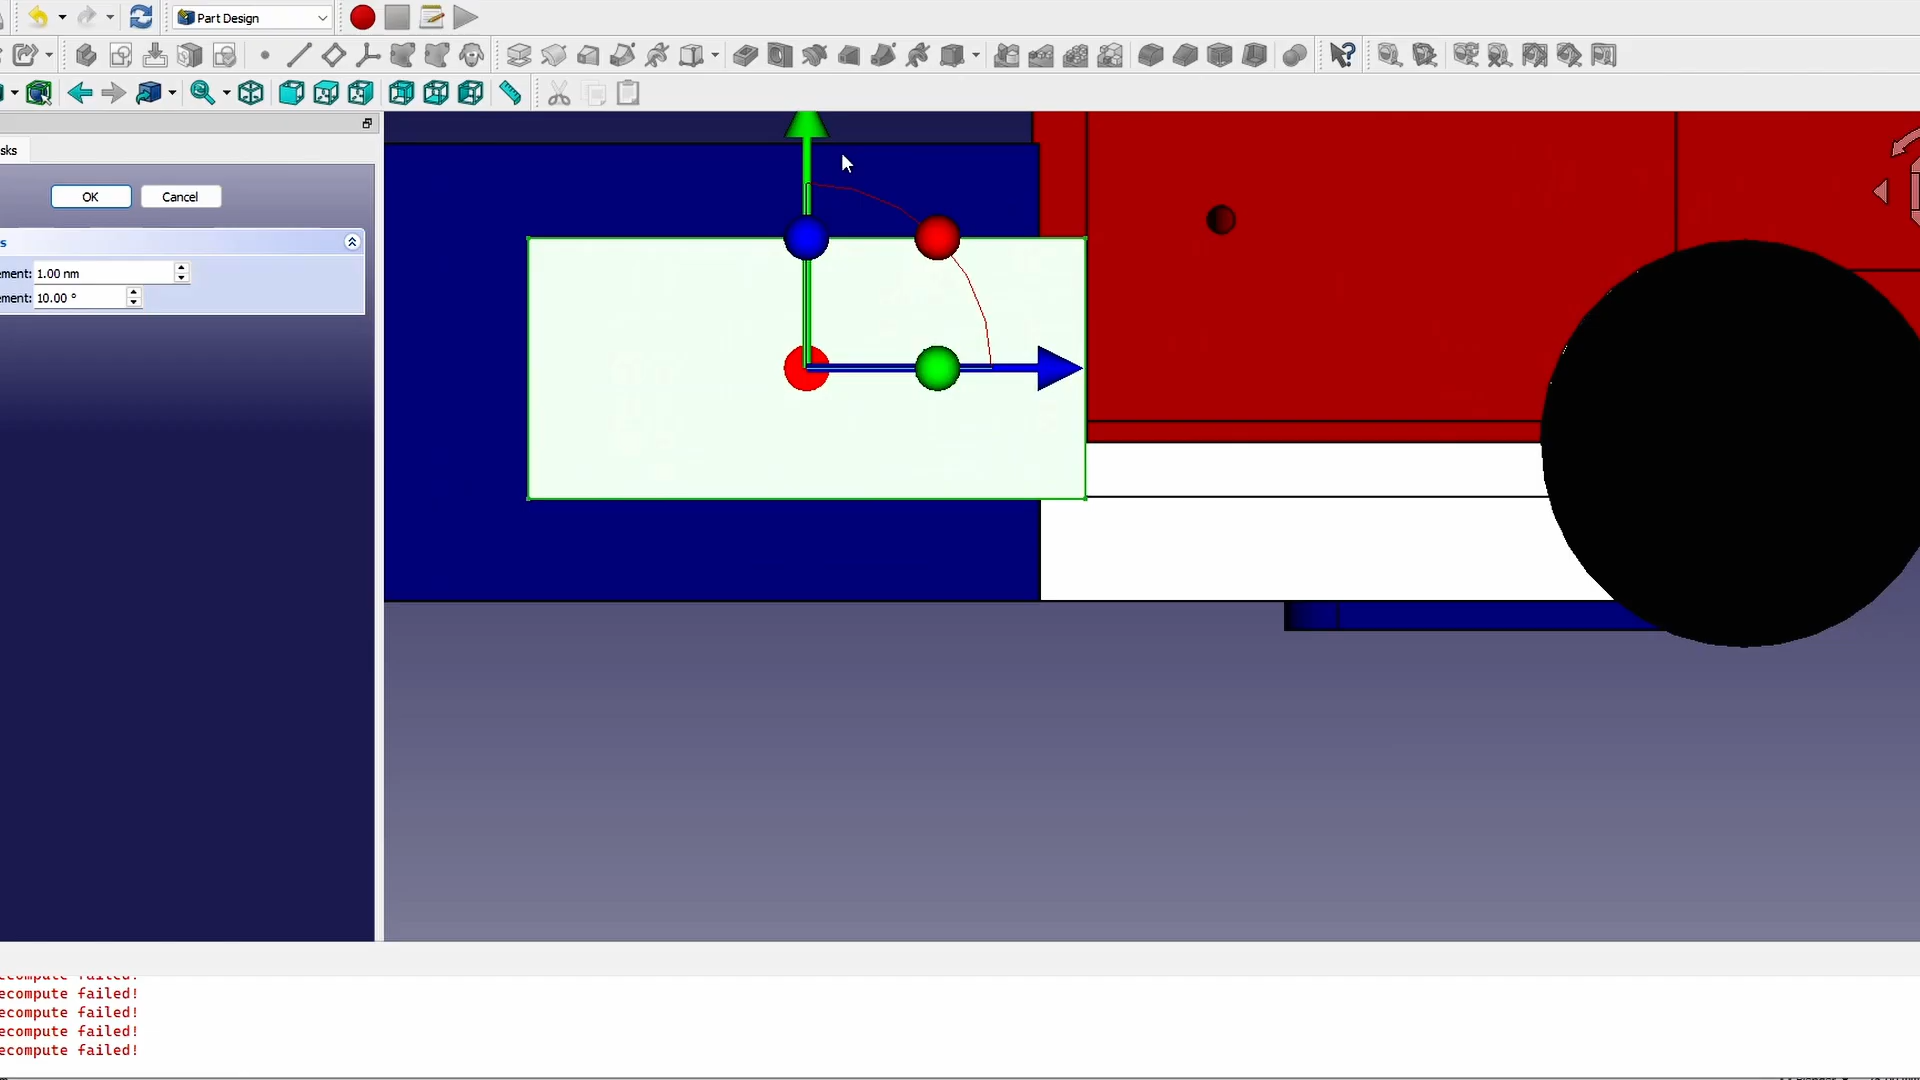 Part Design
sks
OK Cancel
s
ement: 1.00 nm
ement: 10.00 °
ecompute failed!
ecompute failed!
ecompute failed!
ecompute failed!
ecompute failed!